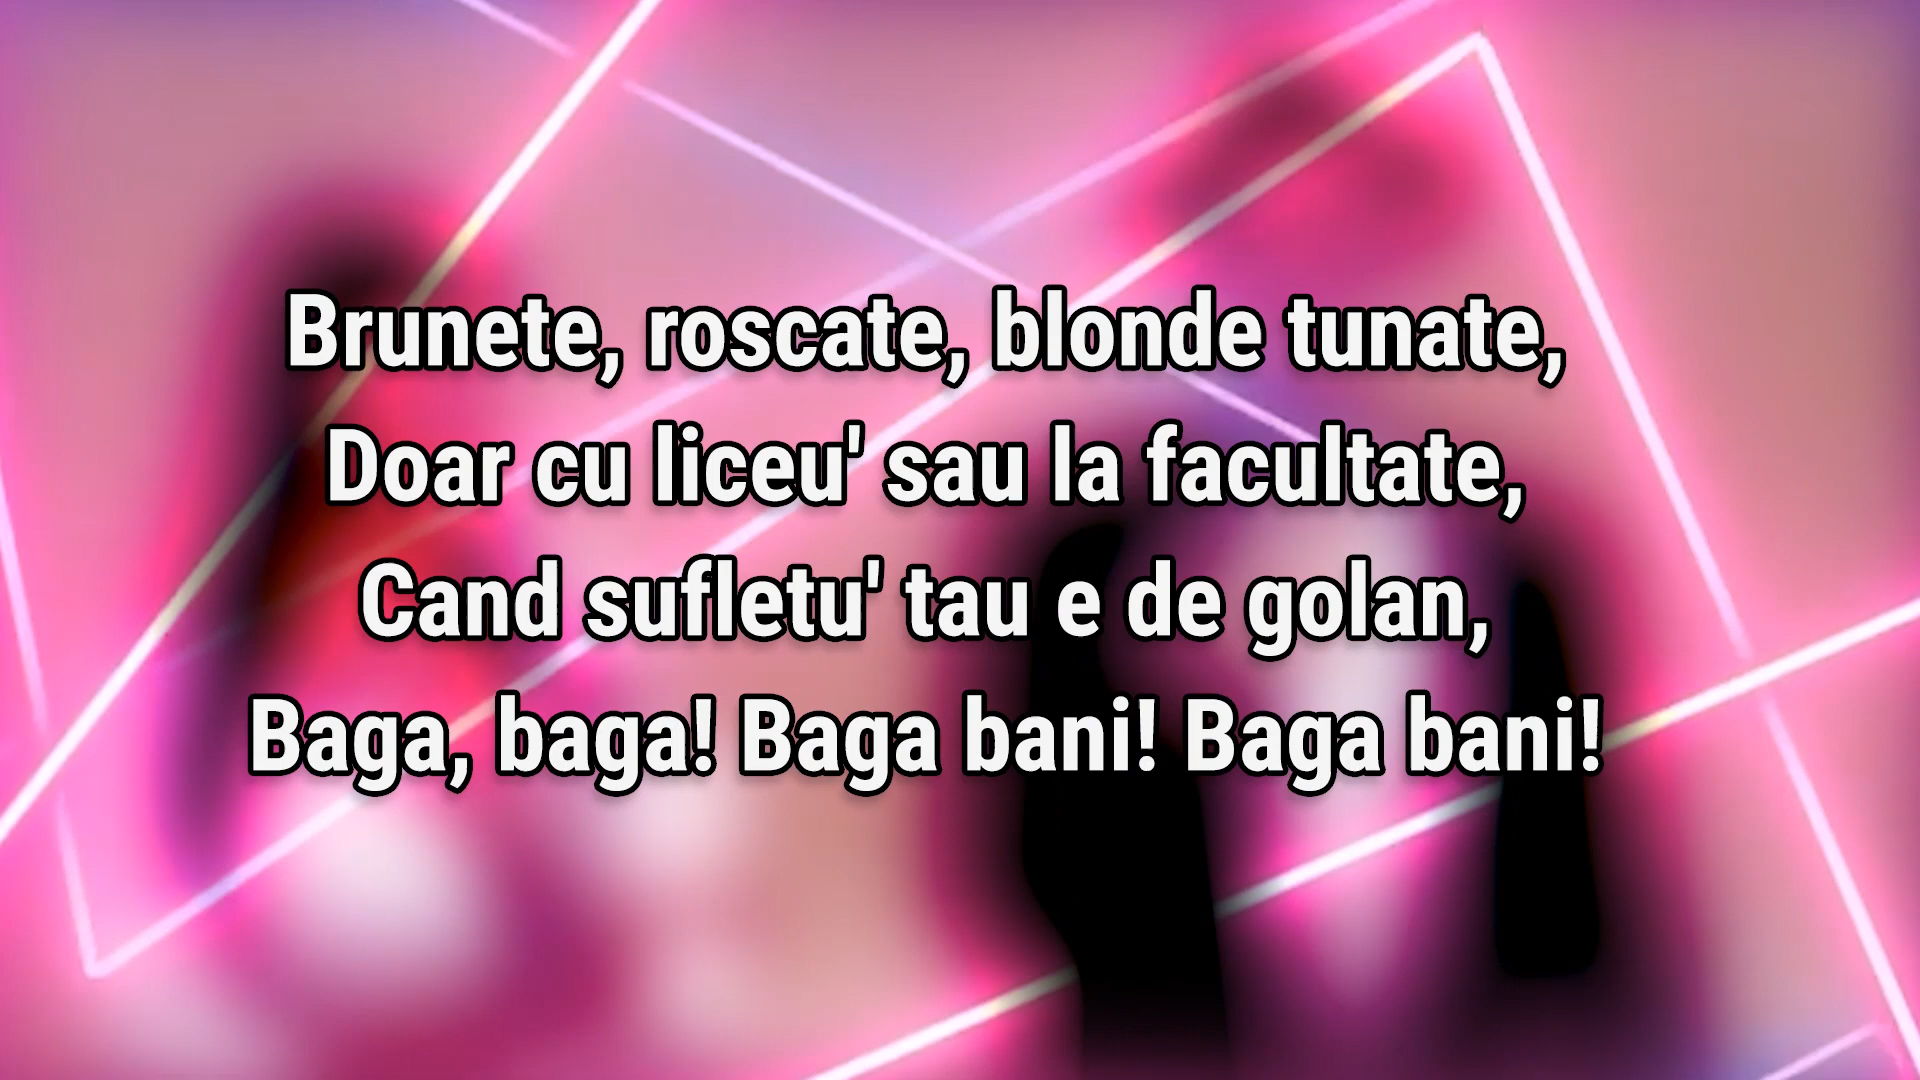 Brunete, roscate, blonde tunate,
Doar cu liceu' sau la facultate,
Cand sufletu' tau e de golan,
Baga, baga! Baga bani! Baga bani!